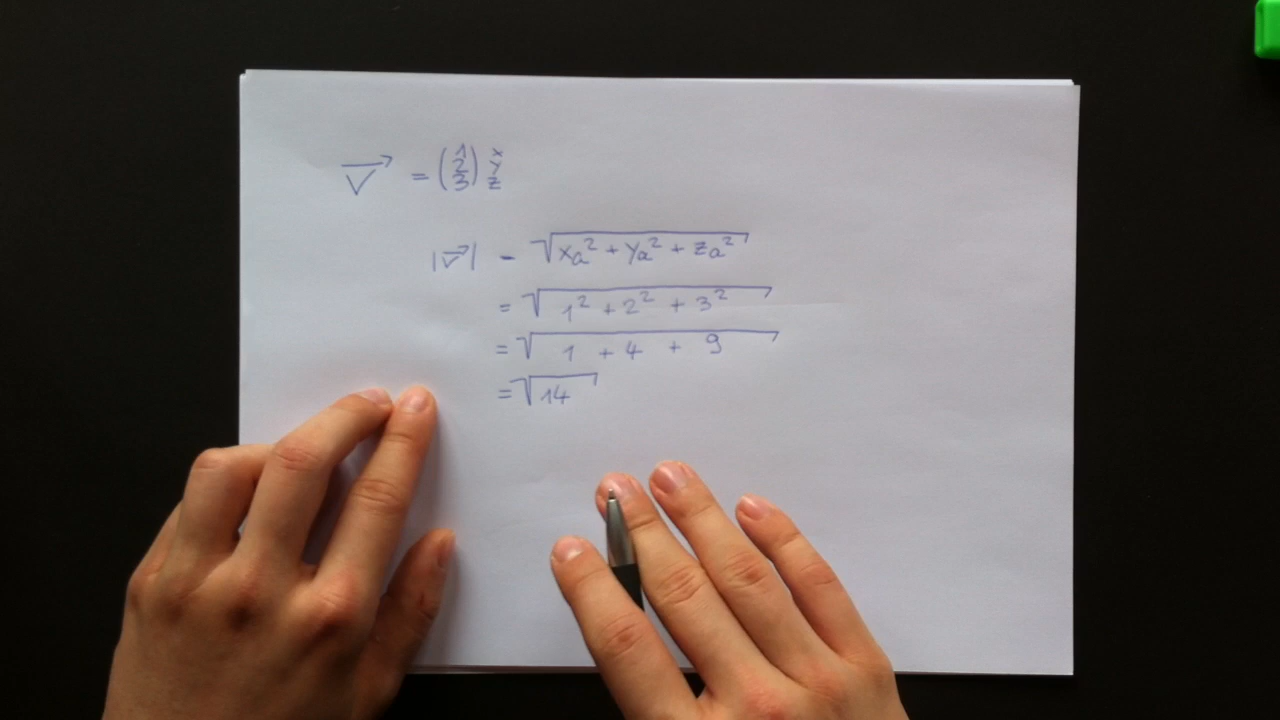 v⃗ = (1 2 3) x y z
|v⃗| = √(xₐ² + yₐ² + zₐ²)
= √(1² + 2² + 3²)
= √(1 + 4 + 9)
= √14